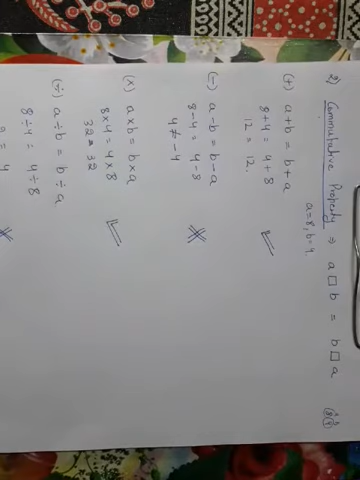 2) Commutative Property ⇒ a □ b = b □ a
a=8, b=4.
(+) a+b = b+a
8+4 = 4+8
12 = 12.
(-) a-b = b-a
8-4 = 4-8
4 ≠ -4
(x) a×b = b×a
8×4 = 4×8
32 = 32
(÷) a÷b = b÷a
8÷4 = 4÷8